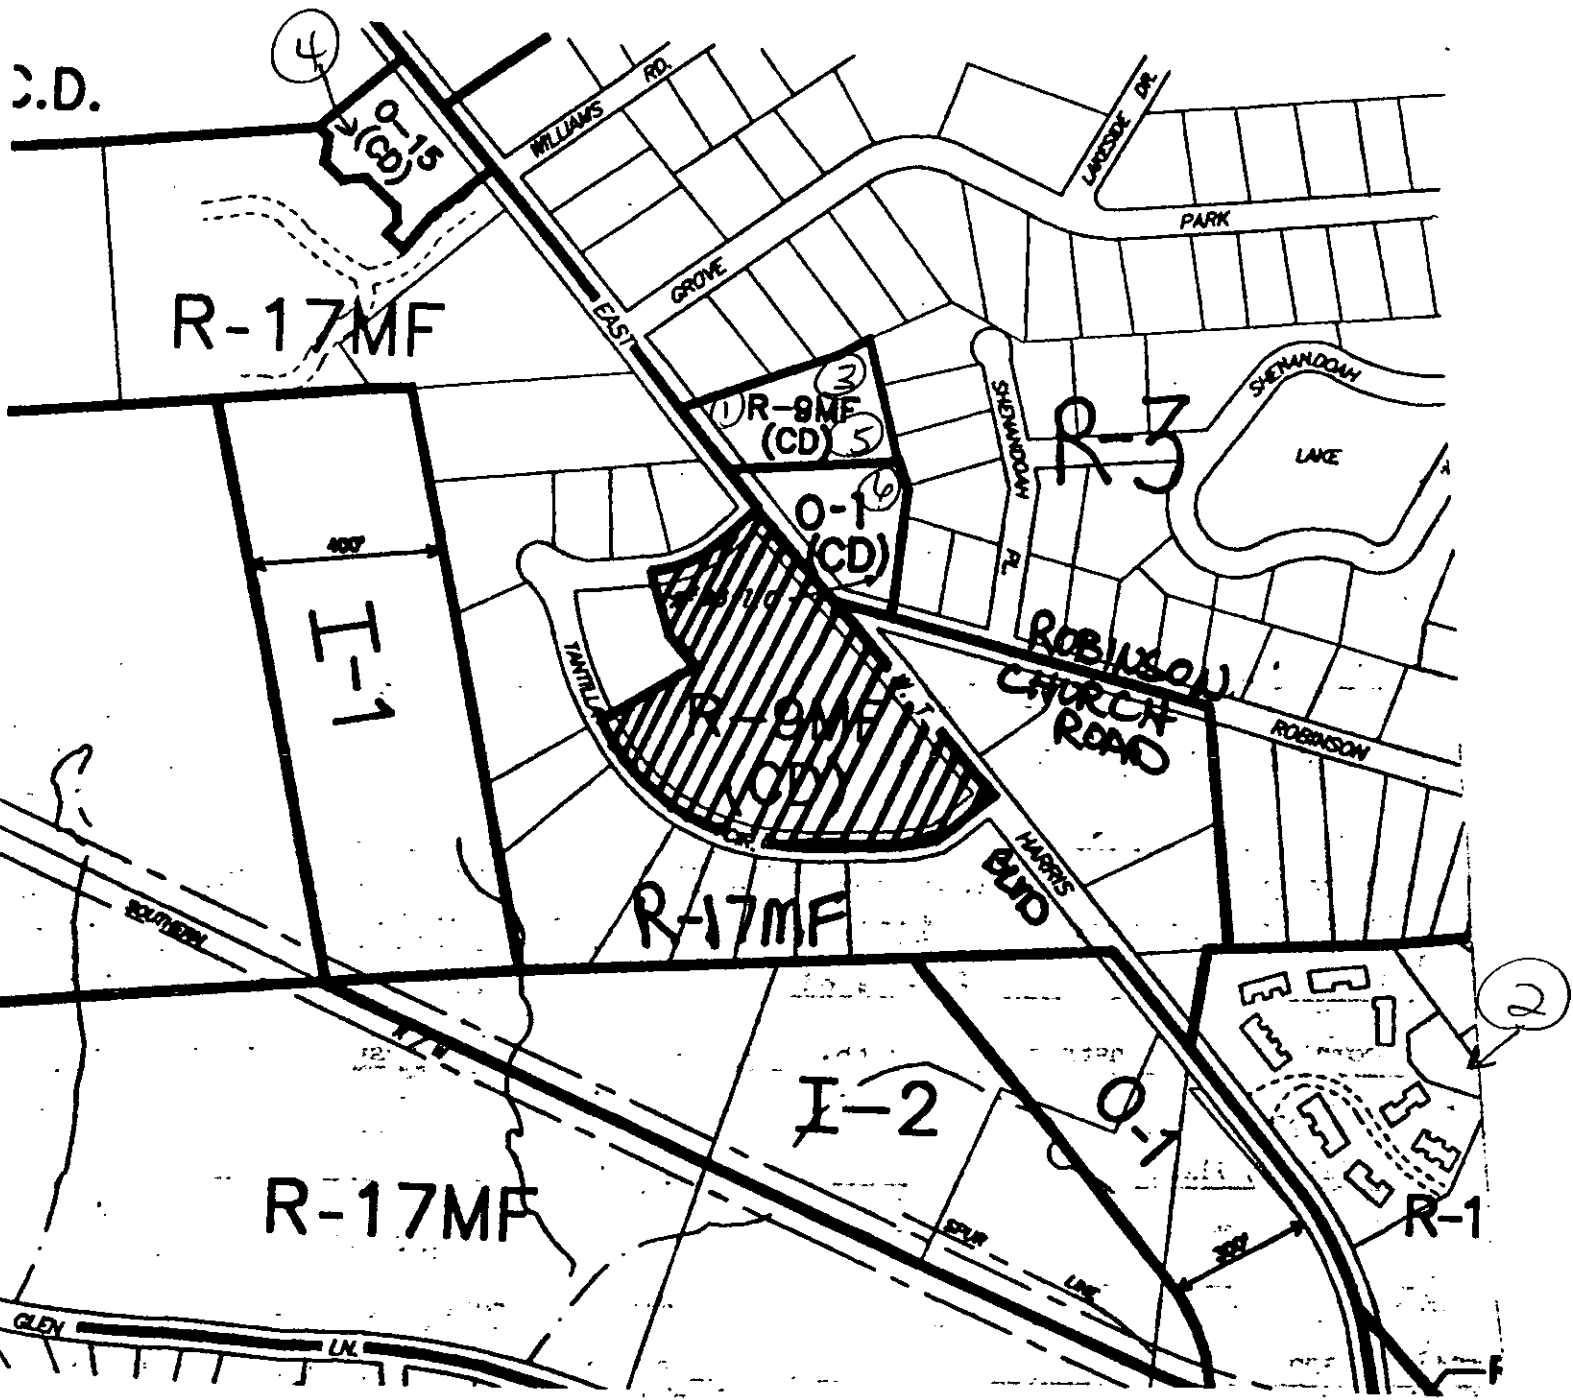 4
C.D.
O-15
(CD)
WILLIAMS RD.
LAKESIDE DR.
PARK
GROVE
R-17MF
EAST
SHENANDOAH
3
1
R-9MF
(CD)
5
SHENANDOAH
R-3
LAKE
6
O-1
(CD)
400'
PL.
I-1
TANTILLA
ROBINSON
CHURCH
ROAD
R-9MF
(CD)
W. T.
ROBINSON
CIR.
HARRIS
BLVD
R-17MF
SOUTHERN
2
R/W
I-2
O-1
R-17MF
R-1
SPUR
LINE
300'
GLEN LN.